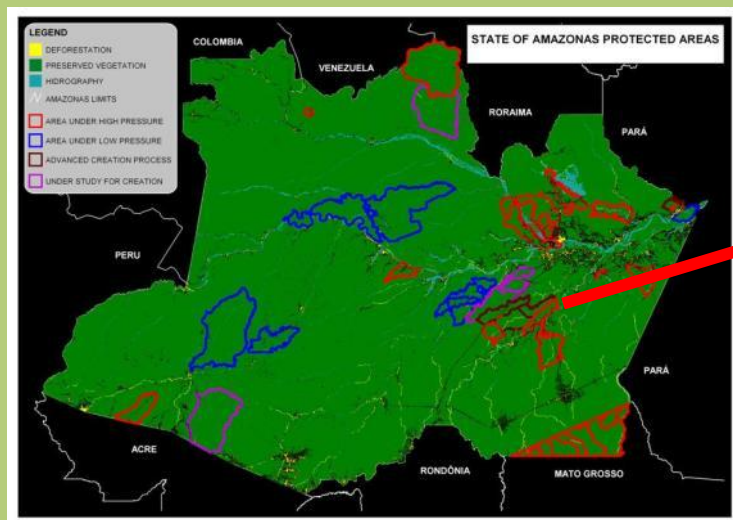 STATE OF AMAZONAS PROTECTED AREAS
LEGEND
DEFORESTATION
PRESERVED VEGETATION
HIDROGRAPHY
AMAZONAS LIMITS
AREA UNDER HIGH PRESSURE
AREA UNDER LOW PRESSURE
ADVANCED CREATION PROCESS
UNDER STUDY FOR CREATION
COLOMBIA
VENEZUELA
RORAIMA
PARÁ
PERU
PARÁ
ACRE
RONDÔNIA
MATO GROSSO